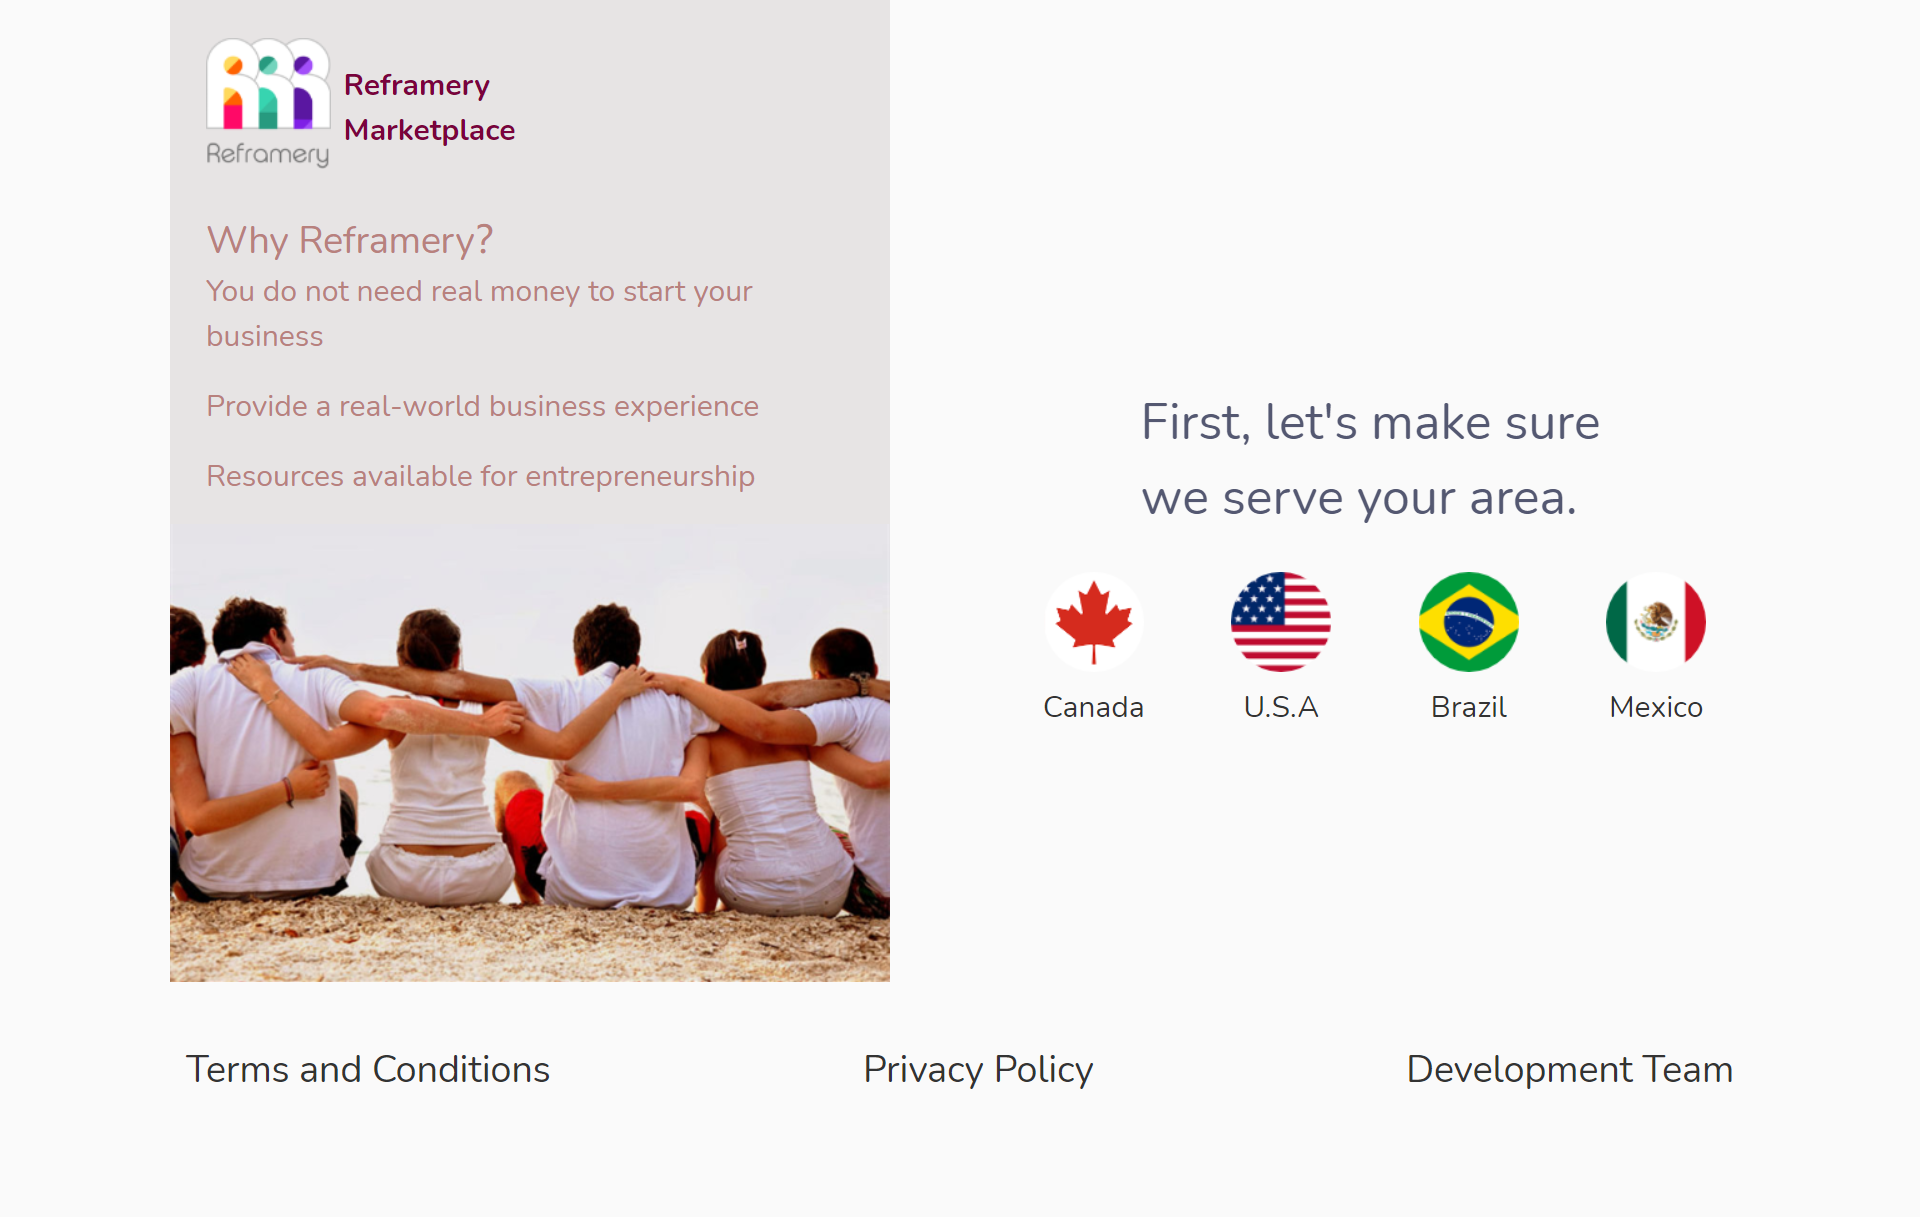 Reframery
Reframery
Marketplace
Why Reframery?
You do not need real money to start your
business
Provide a real-world business experience
Resources available for entrepreneurship
First, let's make sure
we serve your area.
Canada
U.S.A
Brazil
Mexico
Terms and Conditions
Privacy Policy
Development Team